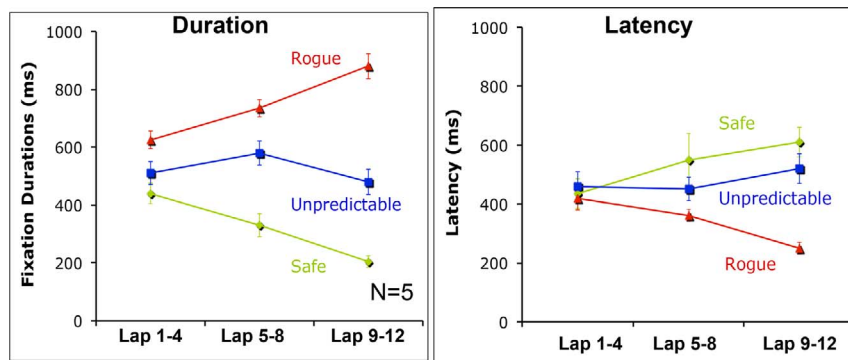 Duration
Fixation Durations (ms)
1000
800
600
400
200
0
Rogue
Unpredictable
Safe
N=5
Lap 1-4 Lap 5-8 Lap 9-12
Latency
Latency (ms)
1000
800
600
400
200
0
Safe
Unpredictable
Rogue
Lap 1-4 Lap 5-8 Lap 9-12